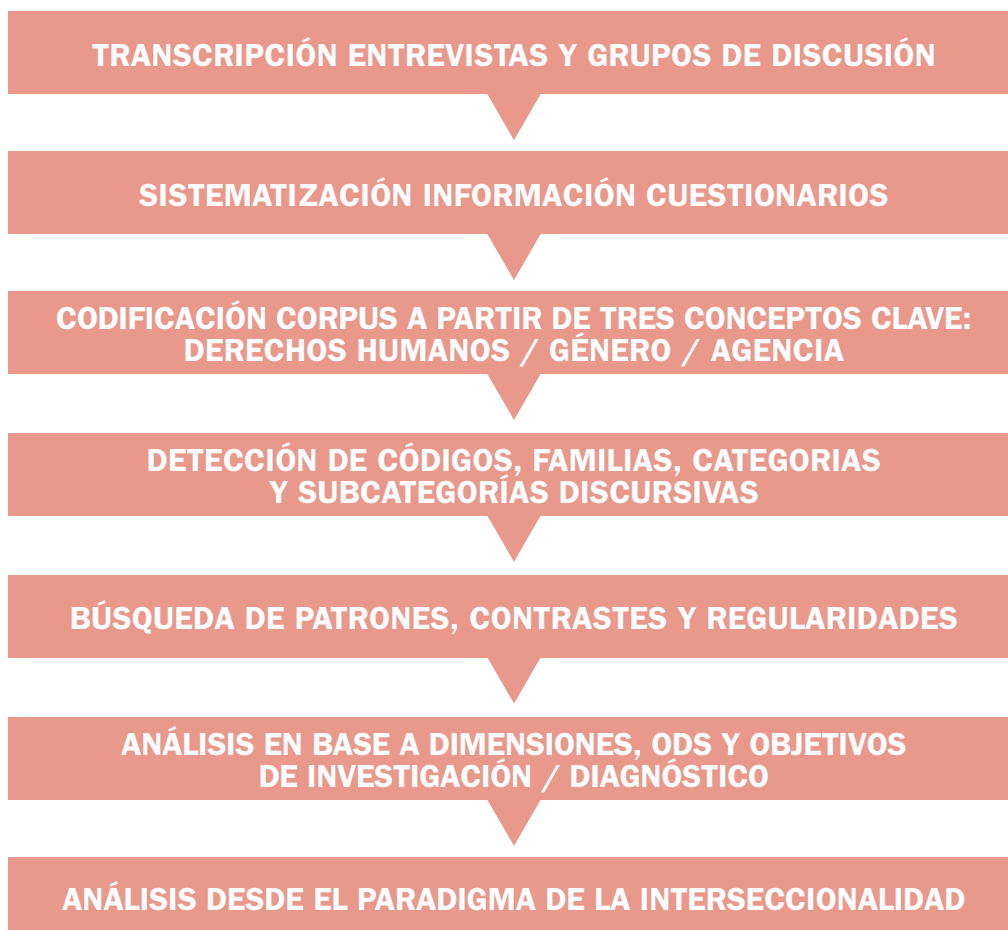 TRANSCRIPCIÓN ENTREVISTAS Y GRUPOS DE DISCUSIÓN
SISTEMATIZACIÓN INFORMACIÓN CUESTIONARIOS
CODIFICACIÓN CORPUS A PARTIR DE TRES CONCEPTOS CLAVE:
DERECHOS HUMANOS / GÉNERO / AGENCIA
DETECCIÓN DE CÓDIGOS, FAMILIAS, CATEGORIAS
Y SUBCATEGORÍAS DISCURSIVAS
BÚSQUEDA DE PATRONES, CONTRASTES Y REGULARIDADES
ANÁLISIS EN BASE A DIMENSIONES, ODS Y OBJETIVOS
DE INVESTIGACIÓN / DIAGNÓSTICO
ANÁLISIS DESDE EL PARADIGMA DE LA INTERSECCIONALIDAD